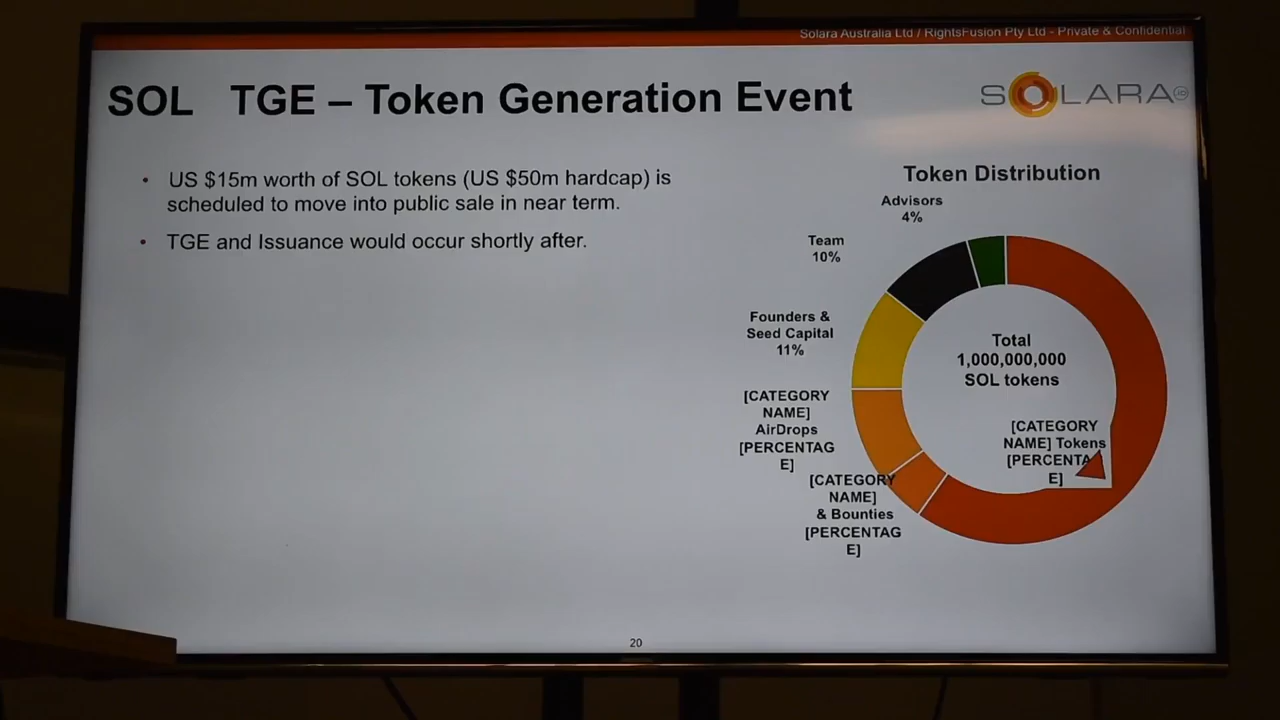 Solara Australia Ltd / RightsFusion Pty Ltd - Private & Confidential
SOL TGE – Token Generation Event
SOLARA.io
• US $15m worth of SOL tokens (US $50m hardcap) is
scheduled to move into public sale in near term.
• TGE and Issuance would occur shortly after.
Token Distribution
Advisors
4%
Team
10%
Founders &
Seed Capital
11%
[CATEGORY
NAME]
AirDrops
[PERCENTAG
E]
[CATEGORY
NAME]
& Bounties
[PERCENTAG
E]
Total
1,000,000,000
SOL tokens
[CATEGORY
NAME] Tokens
[PERCENTA
E]
20